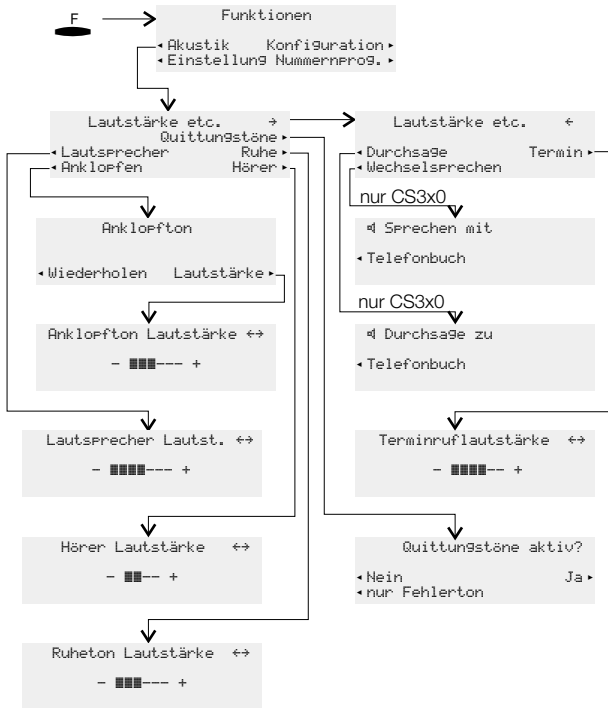 F
Funktionen
◂ Akustik Konfiguration ▸
◂ Einstellung Nummernprog. ▸
Lautstärke etc. →
Quittungstöne ▸
◂ Lautsprecher Ruhe ▸
◂ Anklopfen Hörer ▸
Lautstärke etc. ←
◂ Durchsage Termin ▸
◂ Wechselsprechen
nur CS3x0
Anklopfton
◂ Wiederholen Lautstärke ▸
Sprechen mit
◂ Telefonbuch
nur CS3x0
Anklopfton Lautstärke ↔
- ▓▓▓--- +
Durchsage zu
◂ Telefonbuch
Lautsprecher Lautst. ↔
- ▓▓▓▓--- +
Terminruflautstärke ↔
- ▓▓▓▓-- +
Hörer Lautstärke ↔
- ▓▓-- +
Quittungstöne aktiv?
◂ Nein Ja ▸
◂ nur Fehlerton
Ruheton Lautstärke ↔
- ▓▓▓--- +